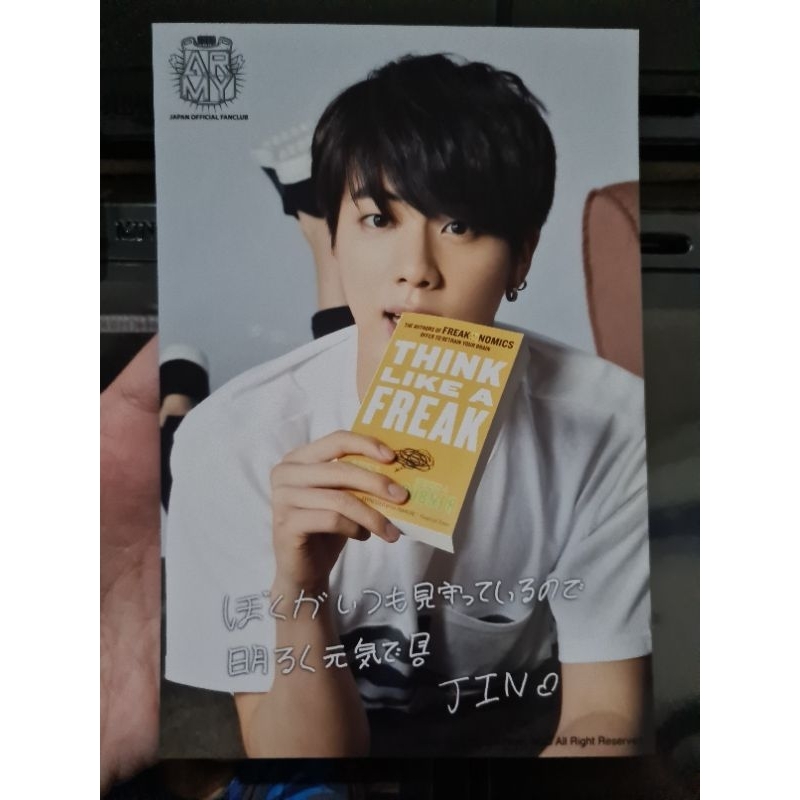 ARMY
JAPAN OFFICIAL FANCLUB
THE AUTHORS OF FREAK NOMICS
OFFER TO RETRAIN YOUR BRAIN
THINK
LIKE A
FREAK
ぼくがいつも見守っているので
明るく元気で!!
JIN
All Right Reserved